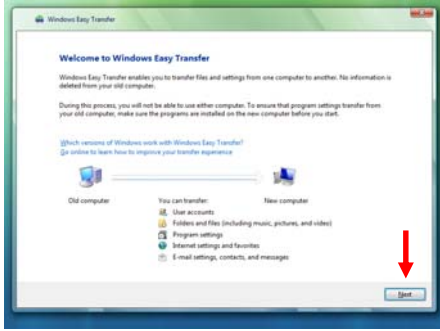 Windows Easy Transfer
Welcome to Windows Easy Transfer
Windows Easy Transfer enables you to transfer files and settings from one computer to another. No information is
deleted from your old computer.
During this process, you will not be able to use either computer. To ensure that program settings transfer from
your old computer, make sure the programs are installed on the new computer before you start.
Which versions of Windows work with Windows Easy Transfer?
Go online to learn how to improve your transfer experience
Old computer
You can transfer:
New computer
User accounts
Folders and files (including music, pictures, and video)
Program settings
Internet settings and favorites
E-mail settings, contacts, and messages
Next